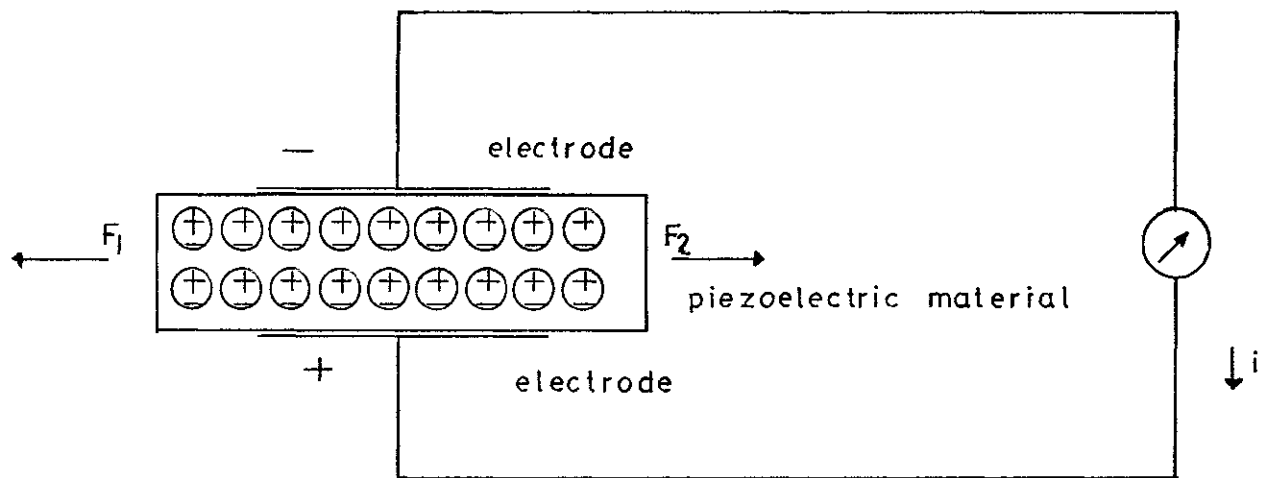 −
electrode
+ + + + + + + + +
− − − − − − − − −
F1
F2
+ + + + + + + + +
− − − − − − − − −
piezoelectric material
+
electrode
i